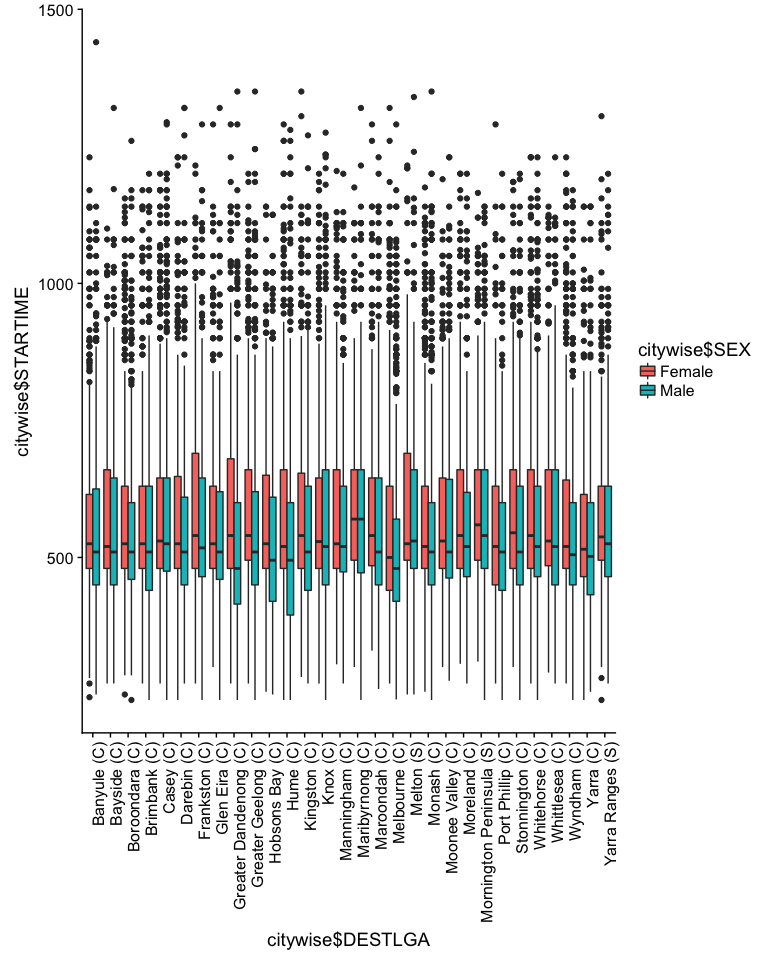 1500
1000
500
citywise$STARTIME
citywise$SEX
Female
Male
Banyule (C)
Bayside (C)
Boroondara (C)
Brimbank (C)
Casey (C)
Darebin (C)
Frankston (C)
Glen Eira (C)
Greater Dandenong (C)
Greater Geelong (C)
Hobsons Bay (C)
Hume (C)
Kingston (C)
Knox (C)
Manningham (C)
Maribyrnong (C)
Maroondah (C)
Melbourne (C)
Melton (S)
Monash (C)
Moonee Valley (C)
Moreland (C)
Mornington Peninsula (S)
Port Phillip (C)
Stonnington (C)
Whitehorse (C)
Whittlesea (C)
Wyndham (C)
Yarra (C)
Yarra Ranges (S)
citywise$DESTLGA